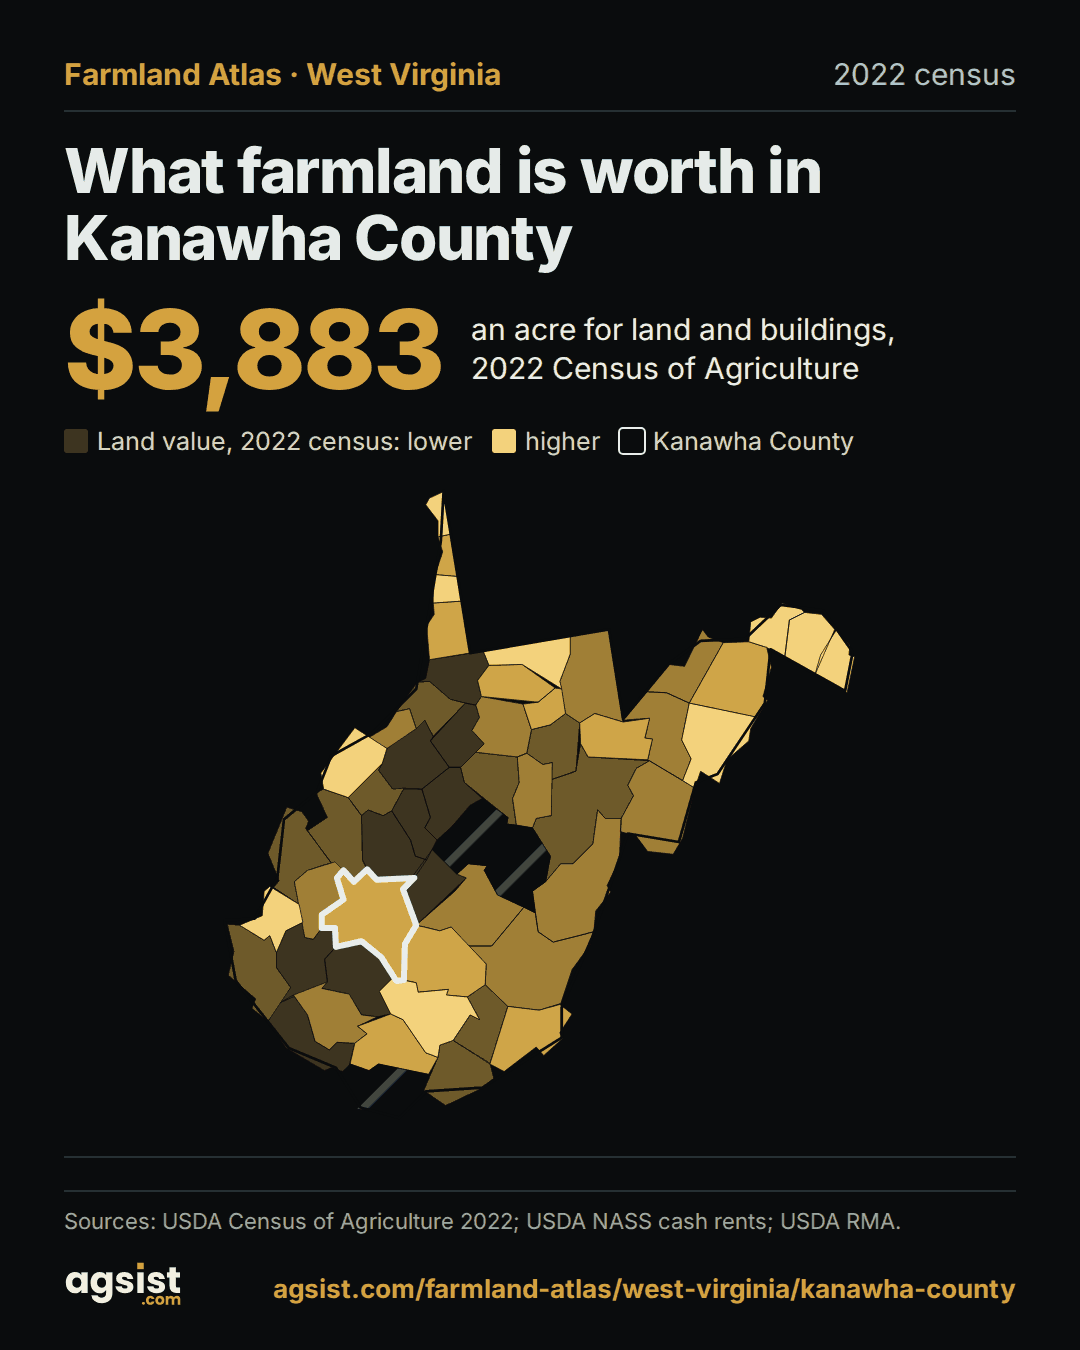 Farmland Atlas · West Virginia
2022 census
What farmland is worth in
Kanawha County
$3,883
an acre for land and buildings,
2022 Census of Agriculture
Land value, 2022 census: lower
higher
Kanawha County
Sources: USDA Census of Agriculture 2022; USDA NASS cash rents; USDA RMA.
agsist
.com
agsist.com/farmland-atlas/west-virginia/kanawha-county